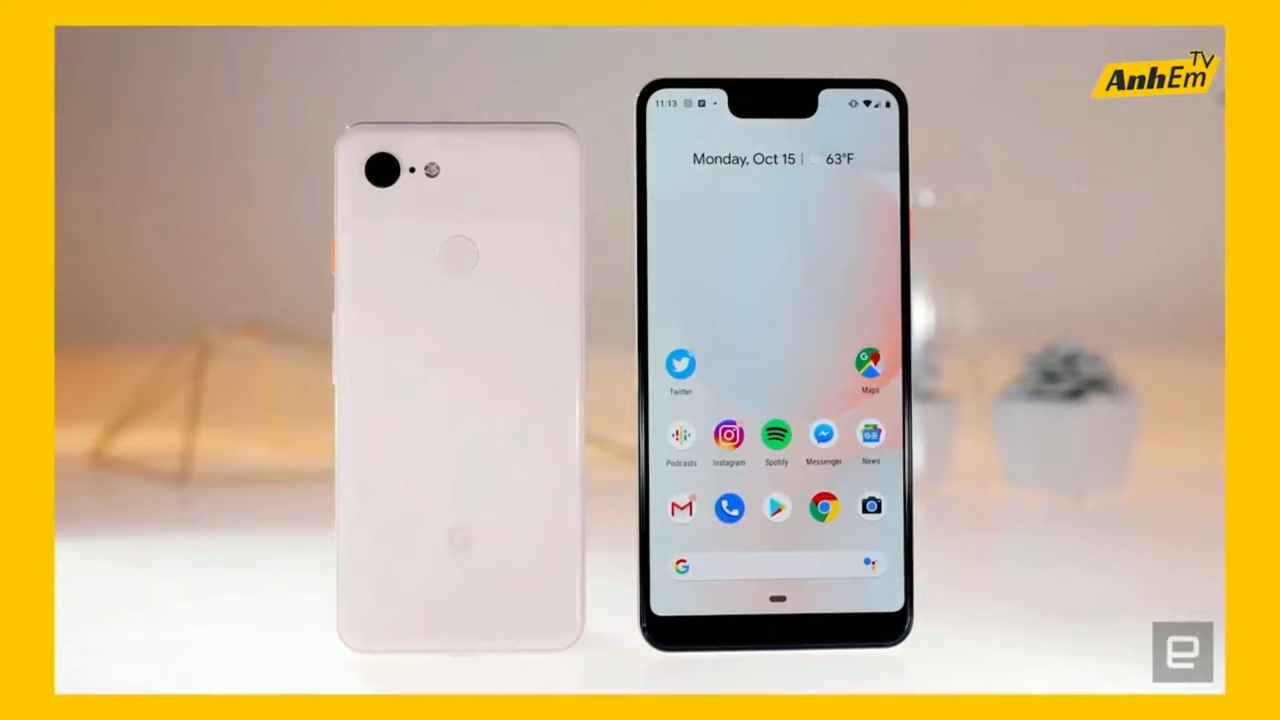 AnhEm TV
11:13
Monday, Oct 15 | 63°F
Twitter
Maps
Podcasts
Instagram
Spotify
Messenger
News
G
G
e